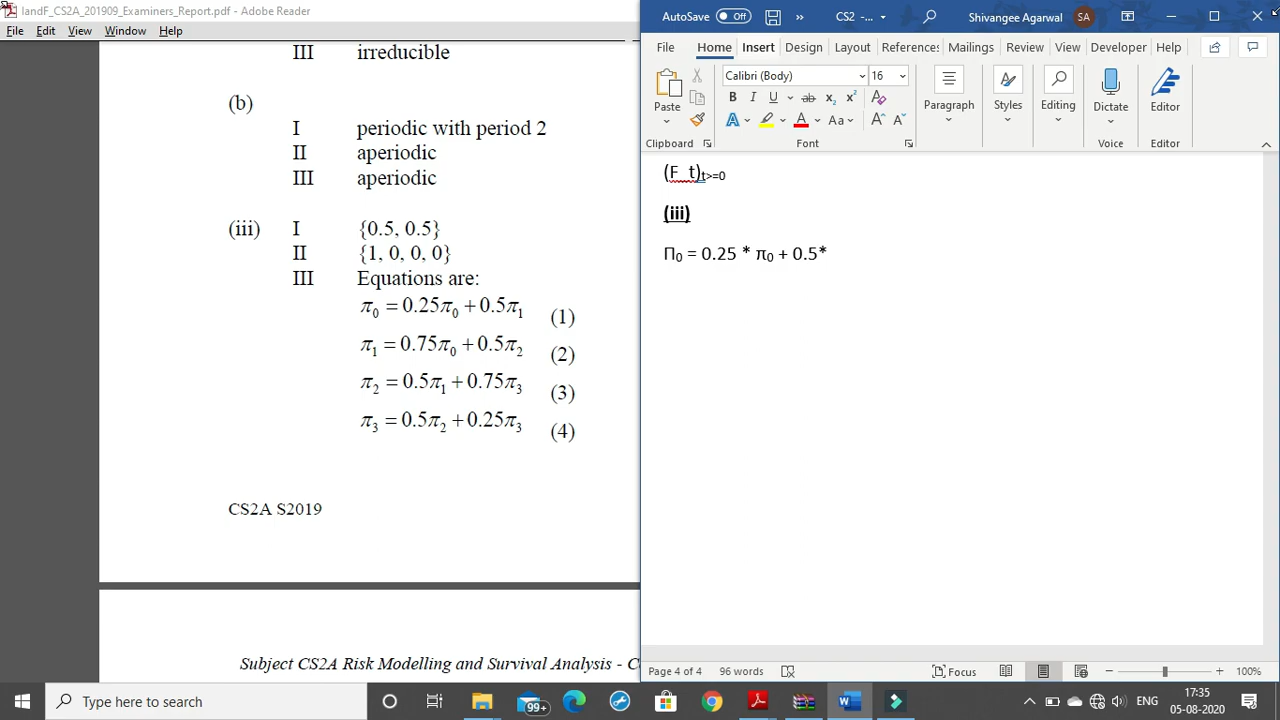 IandF_CS2A_201909_Examiners_Report.pdf - Adobe Reader
File Edit View Window Help
III irreducible
(b)
I periodic with period 2
II aperiodic
III aperiodic
(iii) I {0.5, 0.5}
II {1, 0, 0, 0}
III Equations are:
π₀ = 0.25π₀ + 0.5π₁ (1)
π₁ = 0.75π₀ + 0.5π₂ (2)
π₂ = 0.5π₁ + 0.75π₃ (3)
π₃ = 0.5π₂ + 0.25π₃ (4)
CS2A S2019
Subject CS2A Risk Modelling and Survival Analysis - C
AutoSave Off » CS2 -... Shivangee Agarwal SA
File Home Insert Design Layout References Mailings Review View Developer Help
Calibri (Body) 16
Paste B I U ab x₂ x² A A Aa A A Paragraph Styles Editing Dictate Editor
Clipboard Font Voice Editor
(F_t)t>=0
(iii)
Π₀ = 0.25 * π₀ + 0.5*
Page 4 of 4 96 words Focus 100%
Type here to search 99+ ENG 17:35
05-08-2020